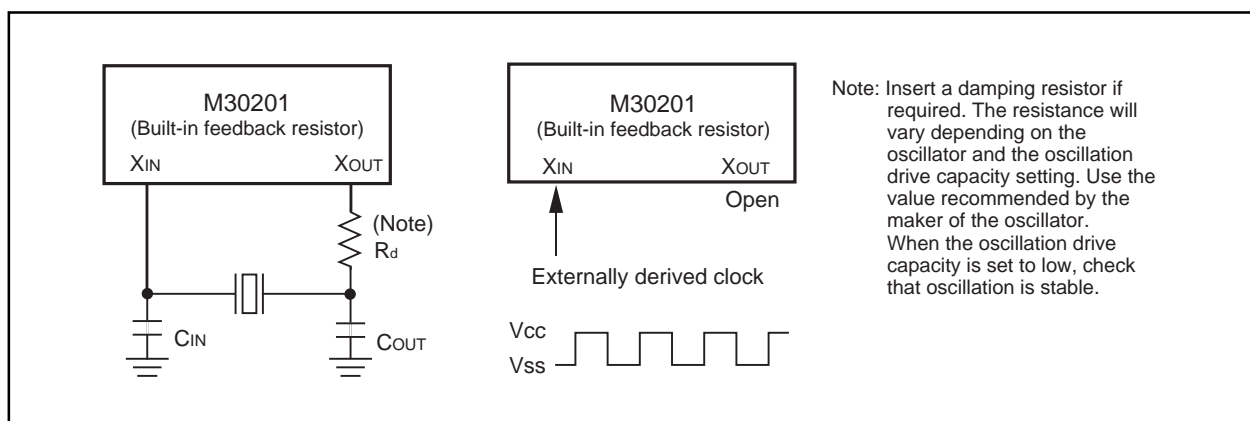 M30201
(Built-in feedback resistor)
XIN XOUT
(Note)
Rd
CIN
COUT
M30201
(Built-in feedback resistor)
XIN XOUT
Open
Externally derived clock
Vcc
Vss
Note: Insert a damping resistor if
required. The resistance will
vary depending on the
oscillator and the oscillation
drive capacity setting. Use the
value recommended by the
maker of the oscillator.
When the oscillation drive
capacity is set to low, check
that oscillation is stable.